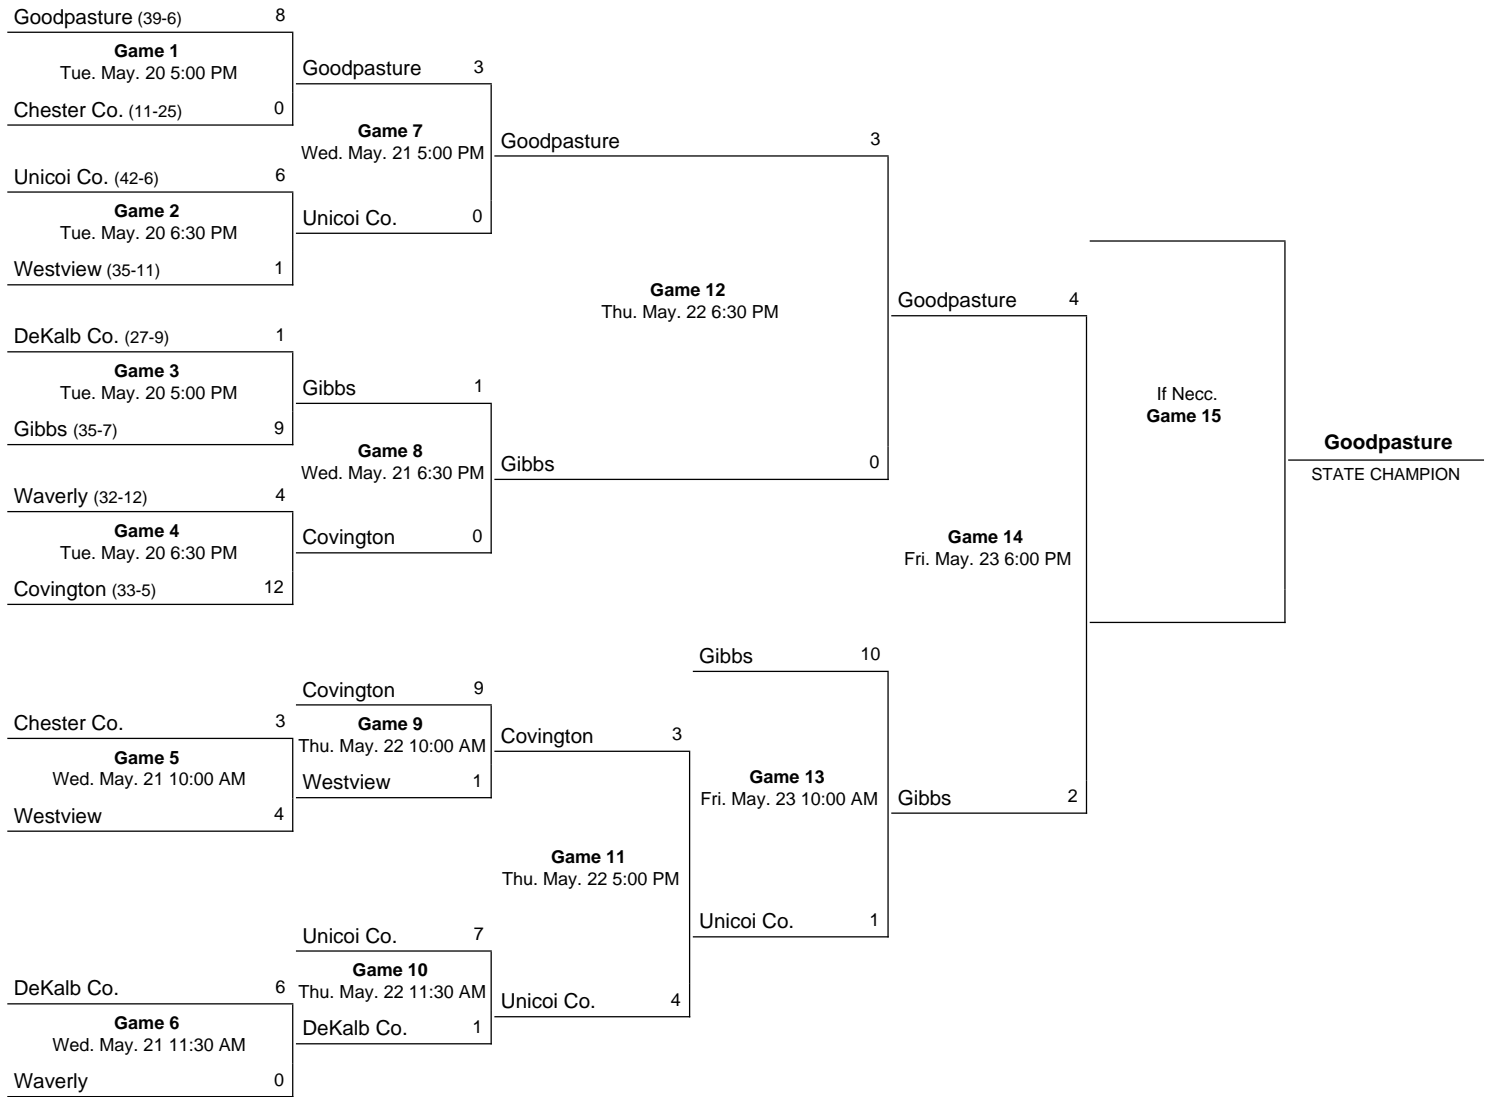 Goodpasture (39-6) 8
Game 1
Tue. May. 20 5:00 PM
Chester Co. (11-25) 0
Goodpasture 3
Game 7
Wed. May. 21 5:00 PM
Unicoi Co. 0
Unicoi Co. (42-6) 6
Game 2
Tue. May. 20 6:30 PM
Westview (35-11) 1
Goodpasture 3
Game 12
Thu. May. 22 6:30 PM
Gibbs 0
DeKalb Co. (27-9) 1
Game 3
Tue. May. 20 5:00 PM
Gibbs (35-7) 9
Gibbs 1
Game 8
Wed. May. 21 6:30 PM
Covington 0
Waverly (32-12) 4
Game 4
Tue. May. 20 6:30 PM
Covington (33-5) 12
Goodpasture 4
Game 14
Fri. May. 23 6:00 PM
Gibbs 2
If Necc.
Game 15
Goodpasture
STATE CHAMPION
Chester Co. 3
Game 5
Wed. May. 21 10:00 AM
Westview 4
Covington 9
Game 9
Thu. May. 22 10:00 AM
Westview 1
Covington 3
Game 11
Thu. May. 22 5:00 PM
Unicoi Co. 4
Gibbs 10
Game 13
Fri. May. 23 10:00 AM
Unicoi Co. 1
Unicoi Co. 7
Game 10
Thu. May. 22 11:30 AM
DeKalb Co. 1
DeKalb Co. 6
Game 6
Wed. May. 21 11:30 AM
Waverly 0